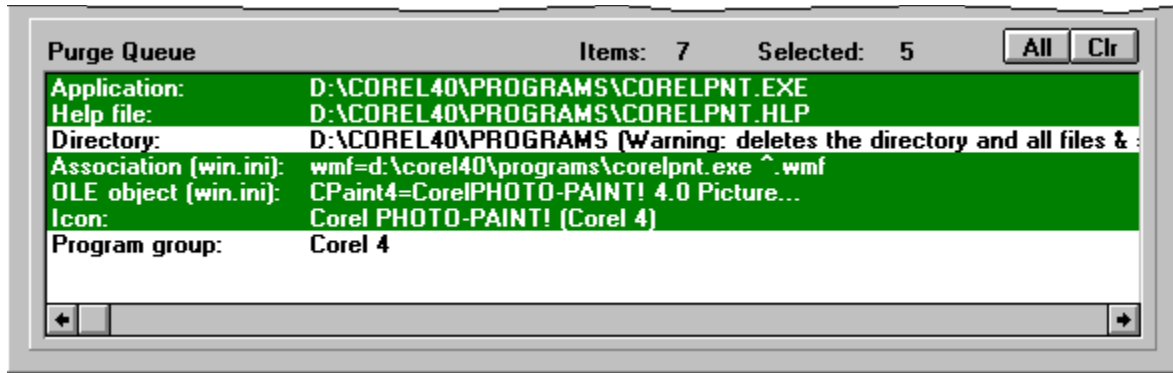 Purge Queue Items: 7 Selected: 5 All Clr
Application: D:\COREL40\PROGRAMS\CORELPNT.EXE
Help file: D:\COREL40\PROGRAMS\CORELPNT.HLP
Directory: D:\COREL40\PROGRAMS (Warning: deletes the directory and all files &
Association (win.ini): wmf=d:\corel40\programs\corelpnt.exe ^.wmf
OLE object (win.ini): CPaint4=CorelPHOTO-PAINT! 4.0 Picture...
Icon: Corel PHOTO-PAINT! (Corel 4)
Program group: Corel 4